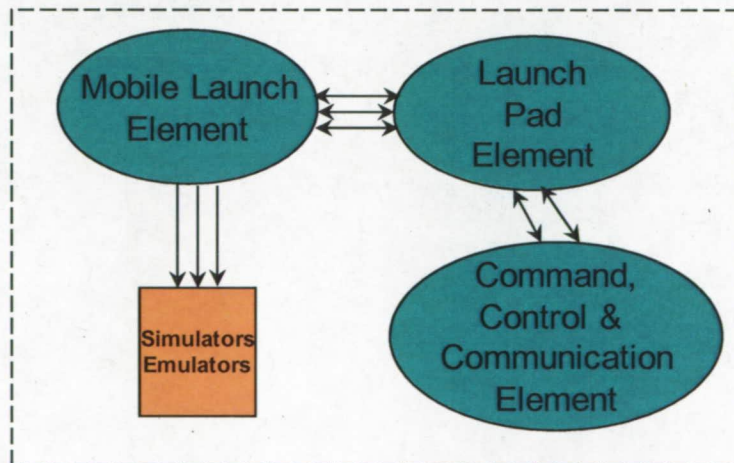 Mobile Launch
Element
Launch
Pad
Element
Simulators
Emulators
Command,
Control &
Communication
Element